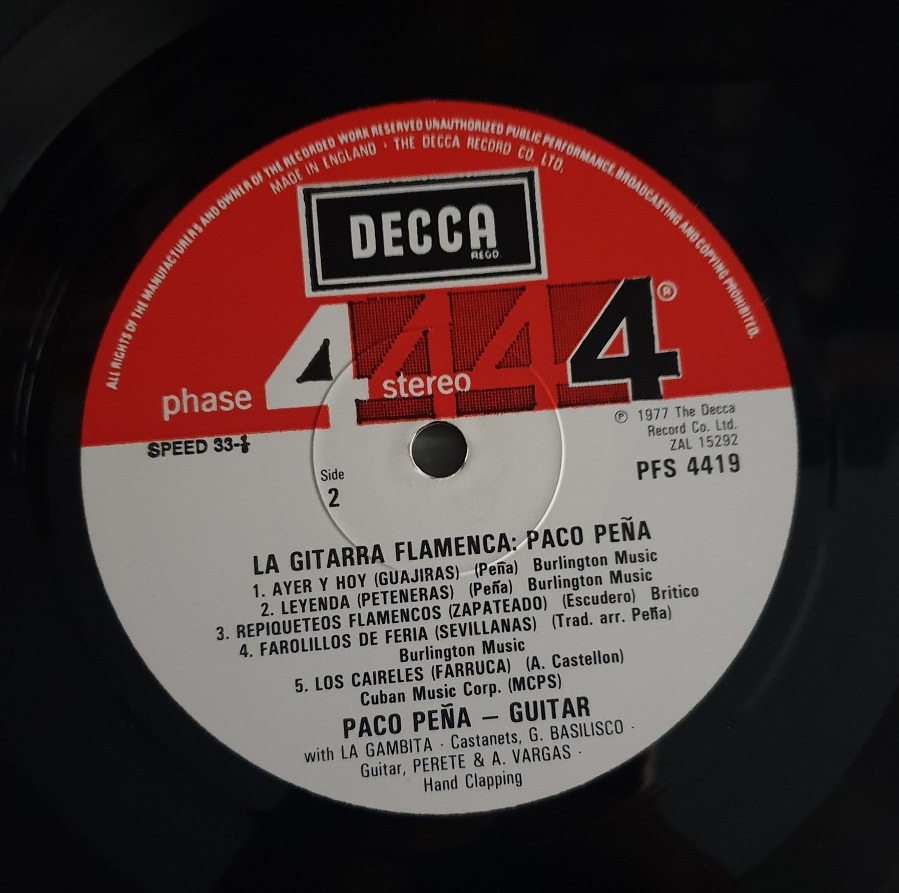 ALL RIGHTS OF THE MANUFACTURERS AND OWNER OF THE RECORDED WORK RESERVED UNAUTHORIZED PUBLIC PERFORMANCE, BROADCASTING AND COPYING PROHIBITED.
MADE IN ENGLAND · THE DECCA RECORD CO. LTD.
DECCA
REGD.
phase 4 stereo 4 4 4 ®
SPEED 33⅓
℗ 1977 The Decca
Record Co. Ltd.
ZAL 15292
PFS 4419
Side
2
LA GITARRA FLAMENCA: PACO PEÑA
1. AYER Y HOY (GUAJIRAS) (Peña) Burlington Music
2. LEYENDA (PETENERAS) (Peña) Burlington Music
3. REPIQUETEOS FLAMENCOS (ZAPATEADO) (Escudero) Britico
4. FAROLILLOS DE FERIA (SEVILLANAS) (Trad. arr. Peña)
Burlington Music
5. LOS CAIRELES (FARRUCA) (A. Castellon)
Cuban Music Corp. (MCPS)
PACO PEÑA – GUITAR
with LA GAMBITA · Castanets, G. BASILISCO ·
Guitar, PERETE & A. VARGAS ·
Hand Clapping